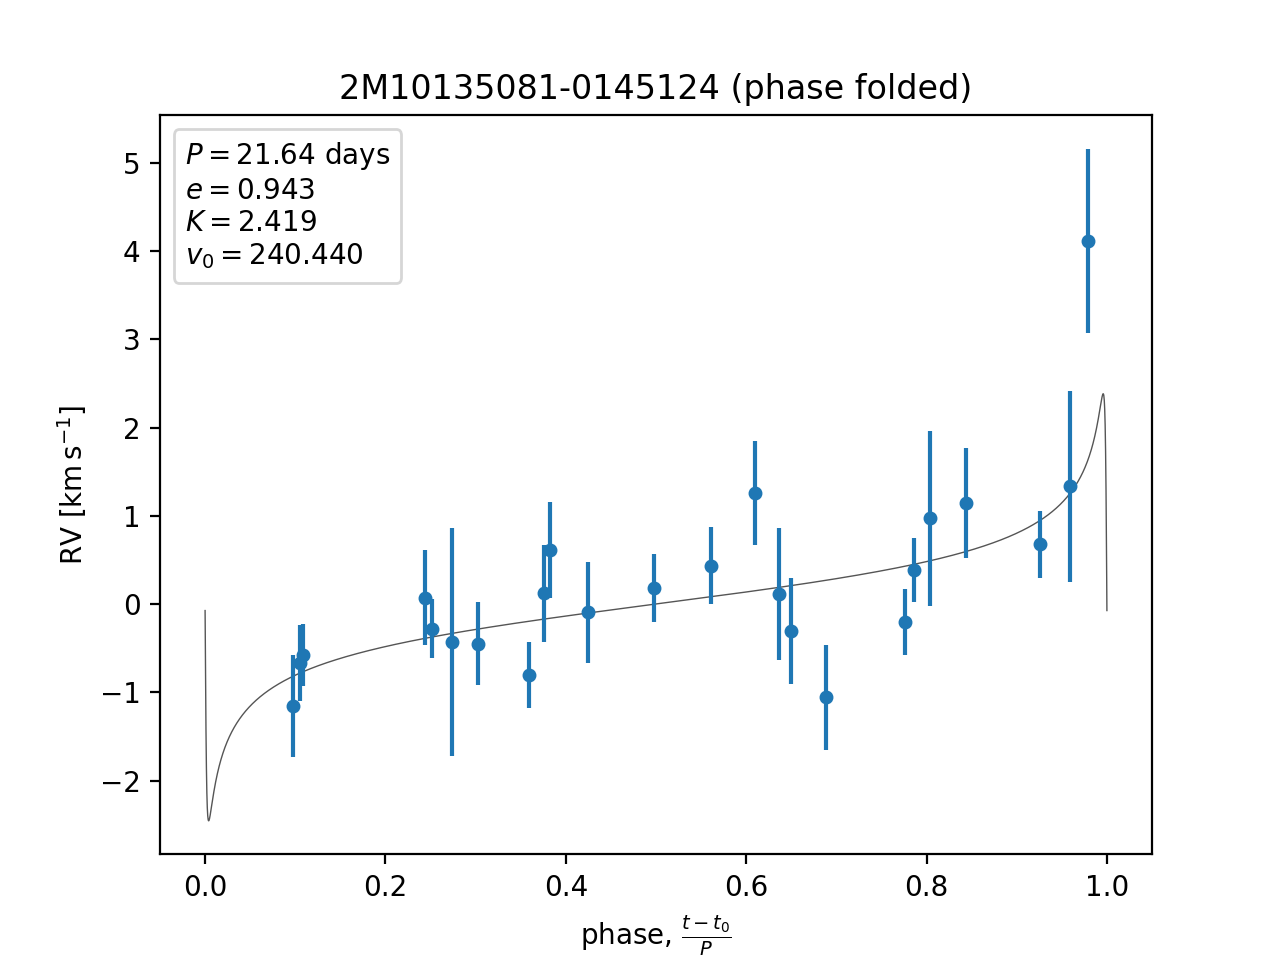 2M10135081-0145124 (phase folded)
P = 21.64 days
e = 0.943
K = 2.419
v₀ = 240.440
5
4
3
2
1
0
−1
−2
RV [km s⁻¹]
0.0 0.2 0.4 0.6 0.8 1.0
phase, (t − t₀)/P